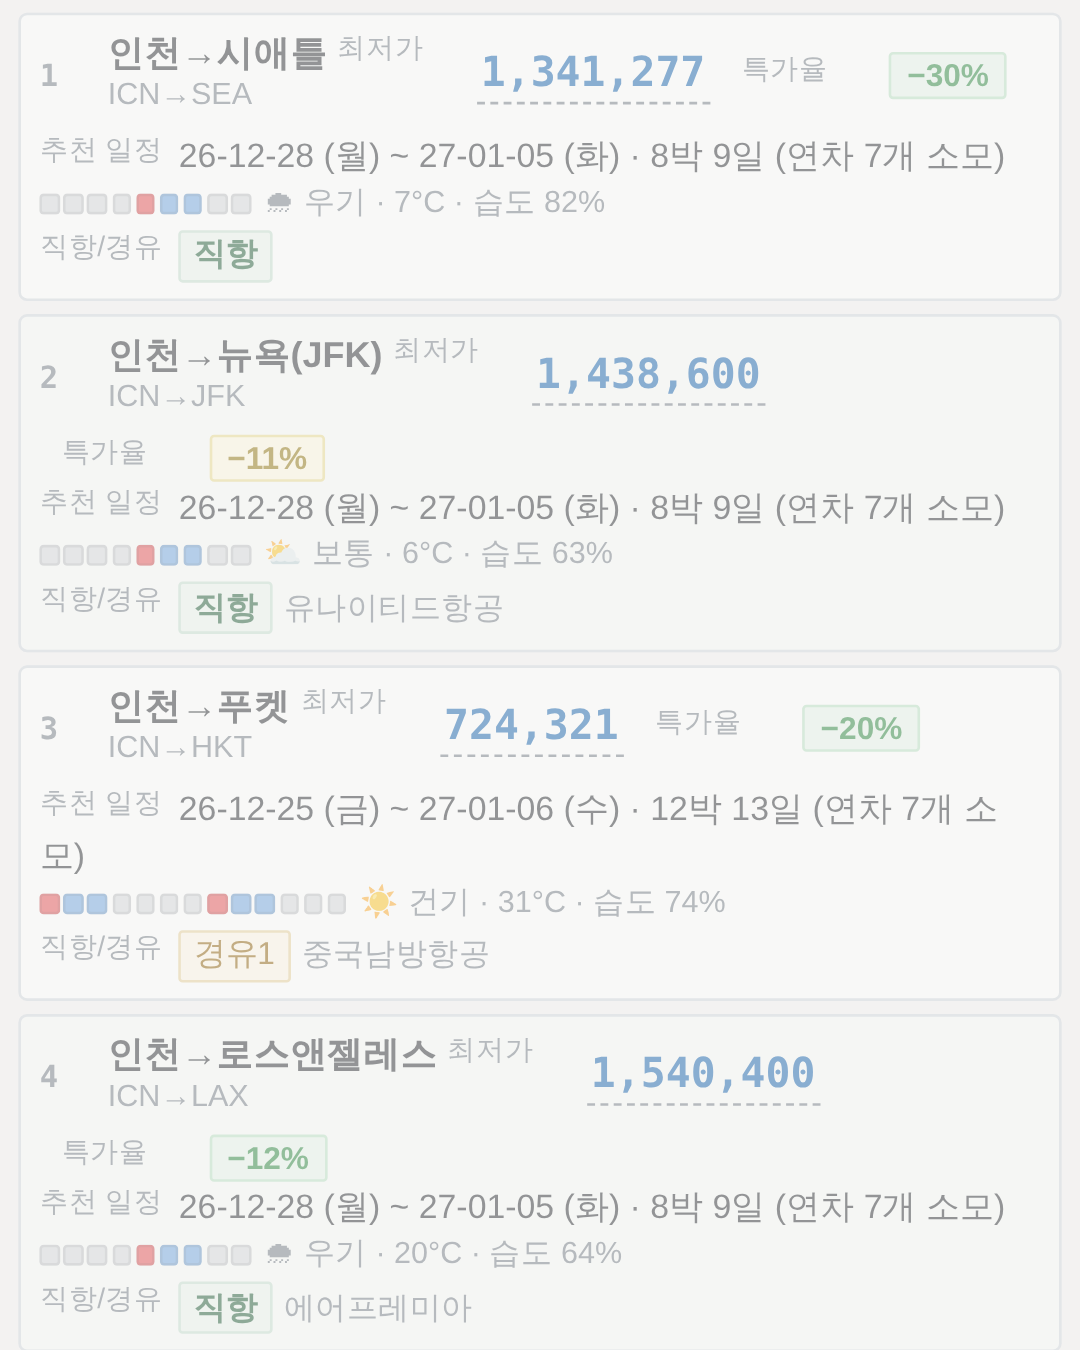 1 인천→시애틀 최저가 1,341,277 특가율 −30%
ICN→SEA
추천 일정 26-12-28 (월) ~ 27-01-05 (화) · 8박 9일 (연차 7개 소모)
우기 · 7°C · 습도 82%
직항/경유 직항
2 인천→뉴욕(JFK) 최저가 1,438,600
ICN→JFK
특가율 −11%
추천 일정 26-12-28 (월) ~ 27-01-05 (화) · 8박 9일 (연차 7개 소모)
보통 · 6°C · 습도 63%
직항/경유 직항 유나이티드항공
3 인천→푸켓 최저가 724,321 특가율 −20%
ICN→HKT
추천 일정 26-12-25 (금) ~ 27-01-06 (수) · 12박 13일 (연차 7개 소
모)
건기 · 31°C · 습도 74%
직항/경유 경유1 중국남방항공
4 인천→로스앤젤레스 최저가 1,540,400
ICN→LAX
특가율 −12%
추천 일정 26-12-28 (월) ~ 27-01-05 (화) · 8박 9일 (연차 7개 소모)
우기 · 20°C · 습도 64%
직항/경유 직항 에어프레미아